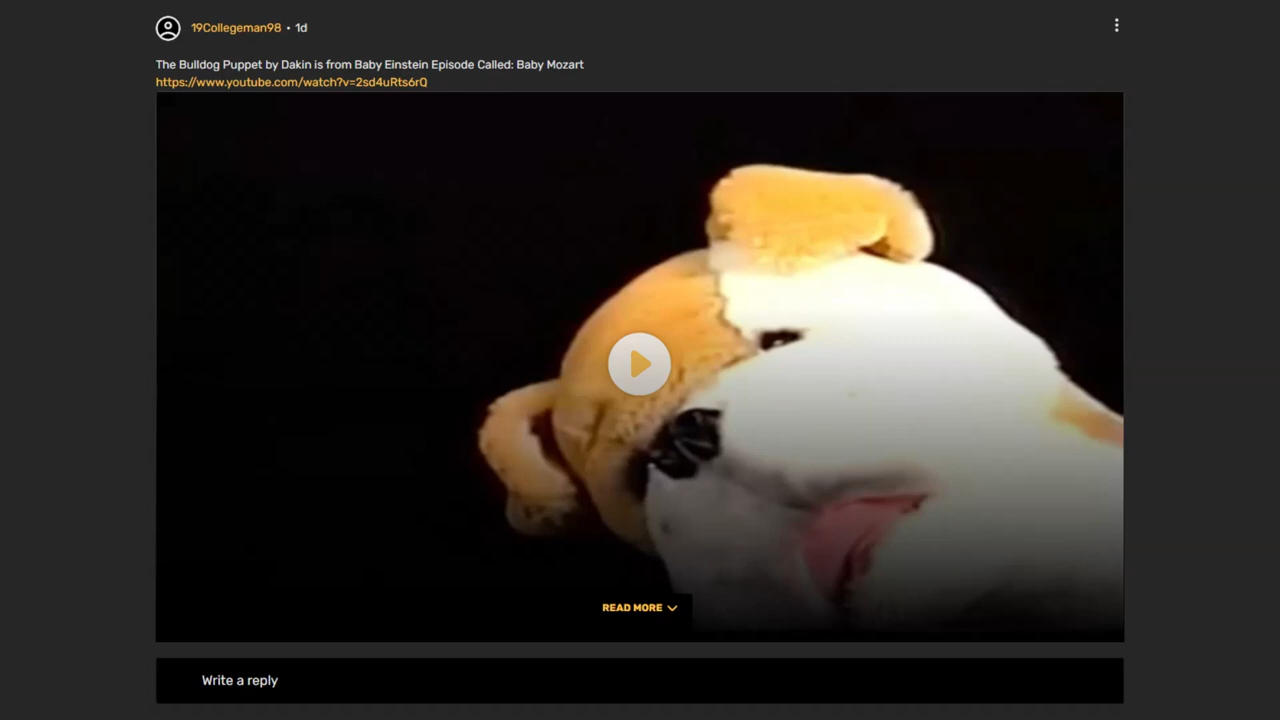 19Collegeman98 • 1d
The Bulldog Puppet by Dakin is from Baby Einstein Episode Called: Baby Mozart
https://www.youtube.com/watch?v=2sd4uRts6rQ
READ MORE
Write a reply